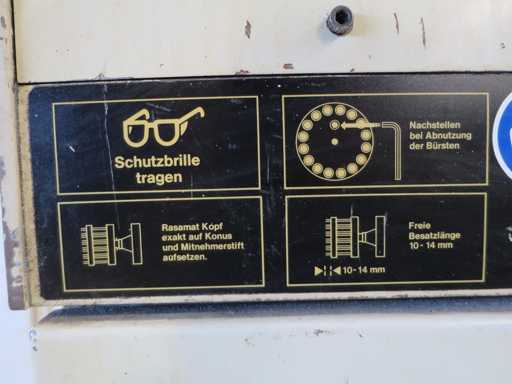 Schutzbrille
tragen
Nachstellen
bei Abnutzung
der Bürsten
Rasamat Kopf
exakt auf Konus
und Mitnehmerstift
aufsetzen.
Freie
Besatzlänge
10-14 mm
10-14 mm